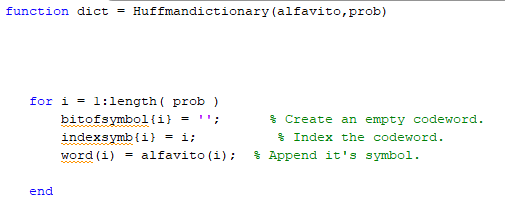 function dict = Huffmandictionary(alfavito,prob)
for i = 1:length( prob )
bitofsymbol{i} = ''; % Create an empty codeword.
indexsymb{i} = i; % Index the codeword.
word(i) = alfavito(i); % Append it's symbol.
end